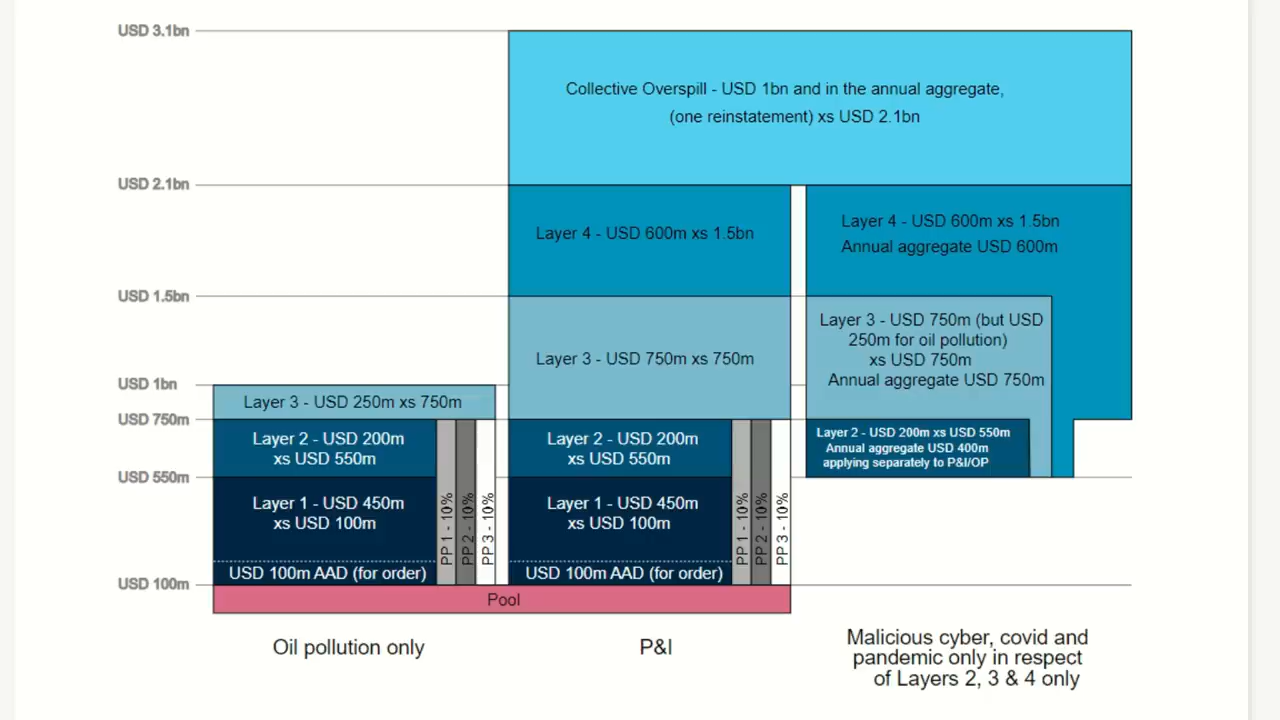 USD 3.1bn
Collective Overspill - USD 1bn and in the annual aggregate,
(one reinstatement) xs USD 2.1bn
USD 2.1bn
Layer 4 - USD 600m xs 1.5bn
Layer 4 - USD 600m xs 1.5bn
Annual aggregate USD 600m
USD 1.5bn
Layer 3 - USD 750m xs 750m
Layer 3 - USD 750m (but USD
250m for oil pollution)
xs USD 750m
Annual aggregate USD 750m
USD 1bn
Layer 3 - USD 250m xs 750m
USD 750m
Layer 2 - USD 200m
xs USD 550m
Layer 2 - USD 200m
xs USD 550m
Layer 2 - USD 200m xs USD 550m
Annual aggregate USD 400m
applying separately to P&I/OP
USD 550m
Layer 1 - USD 450m
xs USD 100m
PP 1 - 10%
PP 2 - 10%
PP 3 - 10%
Layer 1 - USD 450m
xs USD 100m
PP 1 - 10%
PP 2 - 10%
PP 3 - 10%
USD 100m AAD (for order)
USD 100m AAD (for order)
USD 100m
Pool
Oil pollution only
P&I
Malicious cyber, covid and
pandemic only in respect
of Layers 2, 3 & 4 only